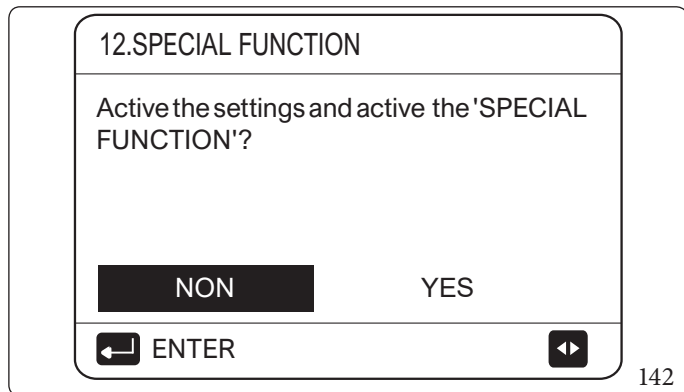 12.SPECIAL FUNCTION
Active the settings and active the 'SPECIAL
FUNCTION'?
NON YES
ENTER
142